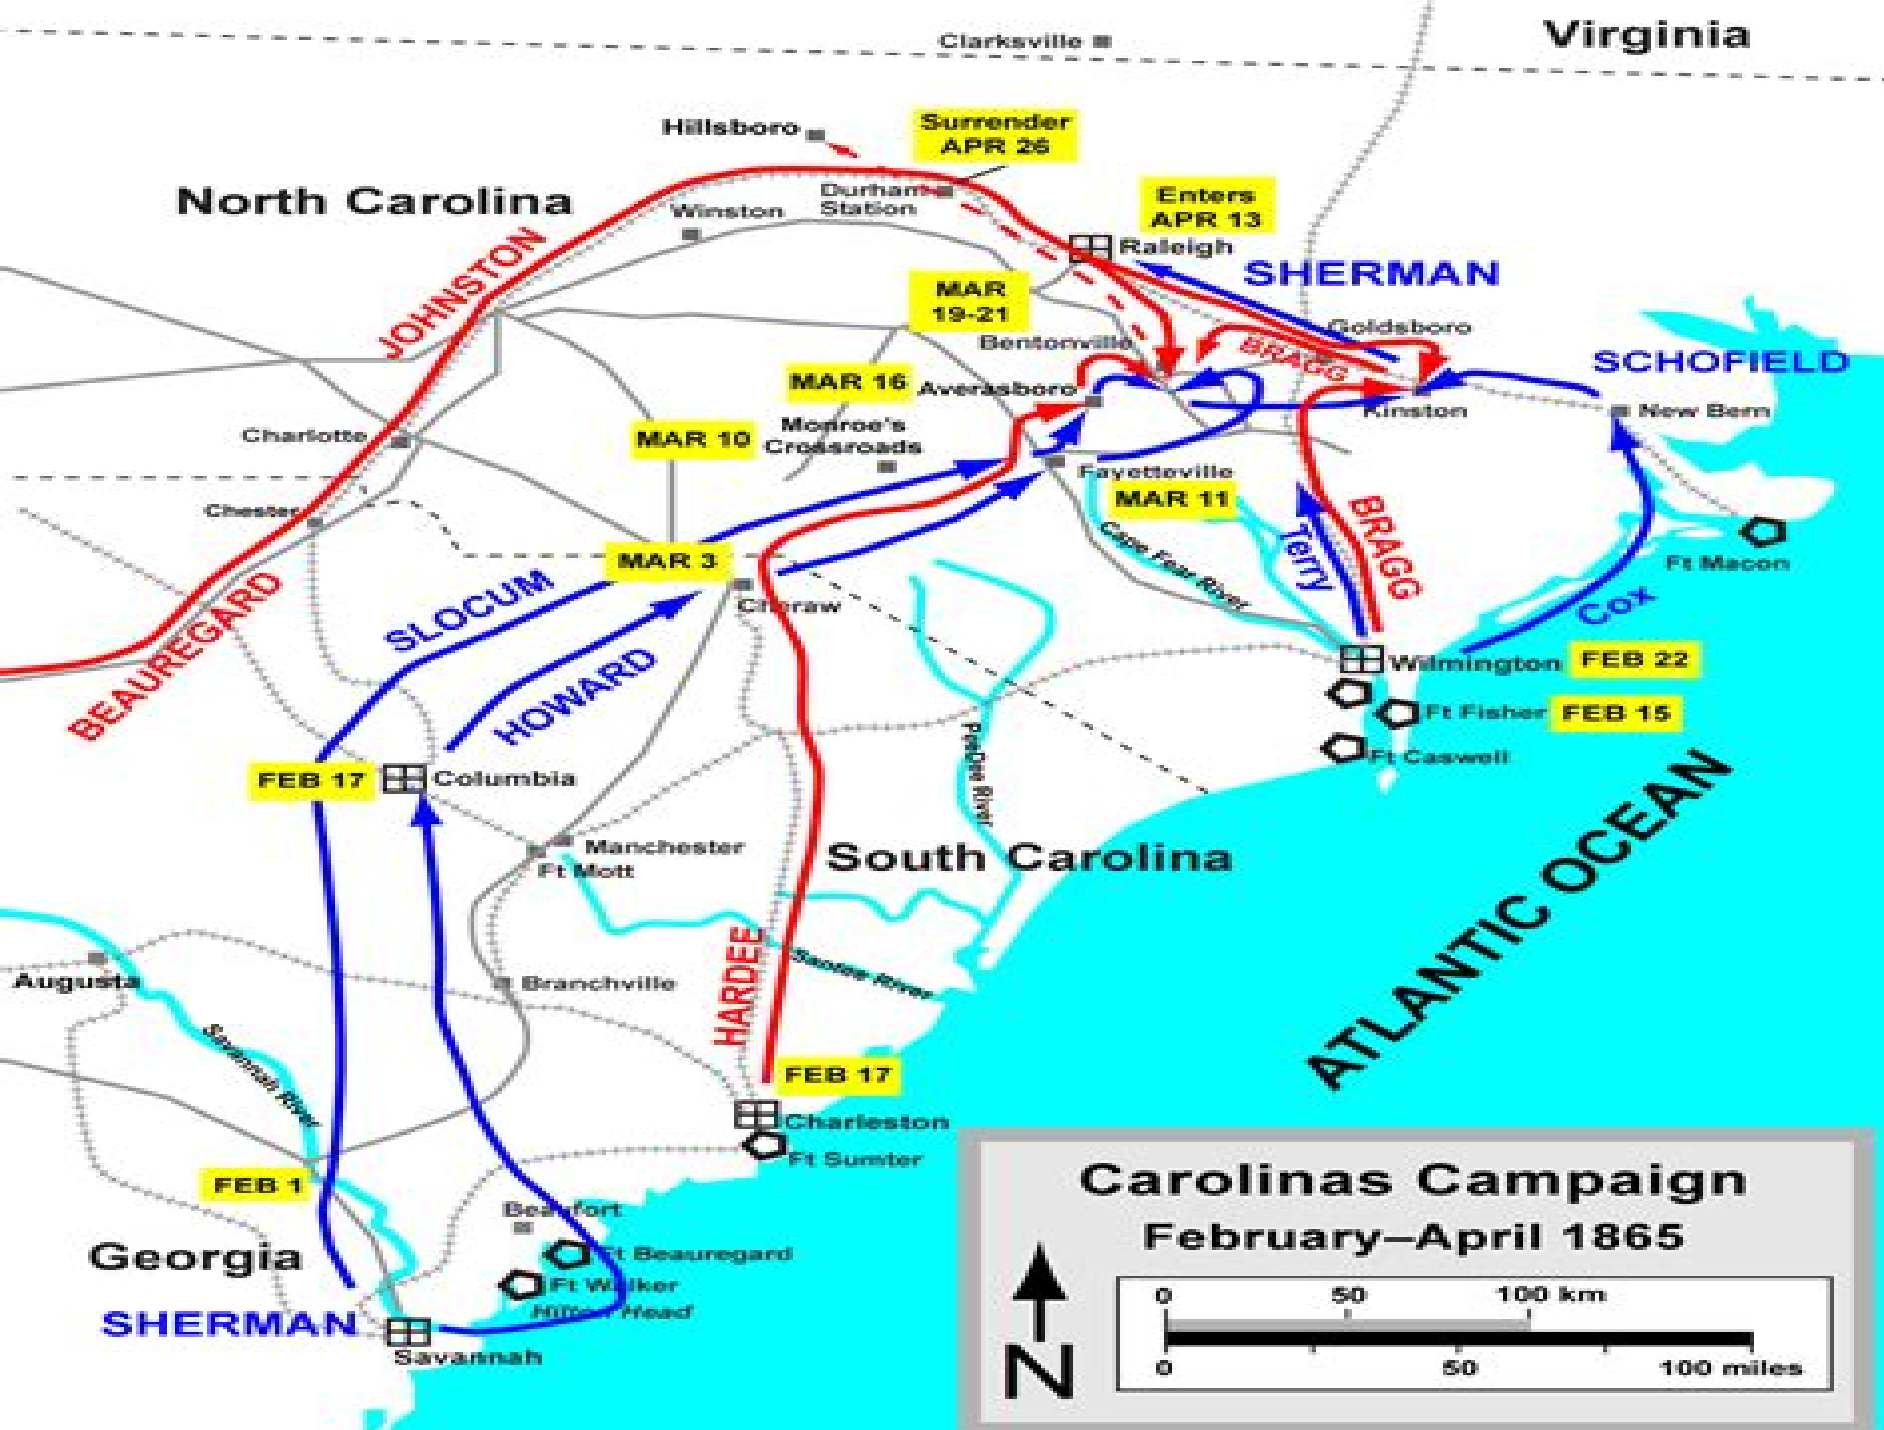 Virginia
Clarksville
Hillsboro
Surrender
APR 26
North Carolina
Durham
Station
Winston
Enters
APR 13
Raleigh
JOHNSTON
SHERMAN
MAR
19-21
Goldsboro
Bentonville
BRAGG
SCHOFIELD
MAR 16
Averasboro
Kinston
New Bern
Charlotte
MAR 10
Monroe's
Crossroads
Fayetteville
MAR 11
Chester
Cape Fear River
Terry
BRAGG
Ft Macon
MAR 3
Cheraw
SLOCUM
Cox
BEAUREGARD
HOWARD
Wilmington
FEB 22
Ft Fisher
FEB 15
Ft Caswell
PeeDee River
FEB 17
Columbia
Manchester
Ft Mott
South Carolina
ATLANTIC OCEAN
HARDEE
Santee River
Augusta
Branchville
Savannah River
FEB 17
Charleston
Ft Sumter
FEB 1
Beaufort
Georgia
Ft Beauregard
Ft Walker
Hilton Head
SHERMAN
Savannah
Carolinas Campaign
February–April 1865
0 50 100 km
0 50 100 miles
N